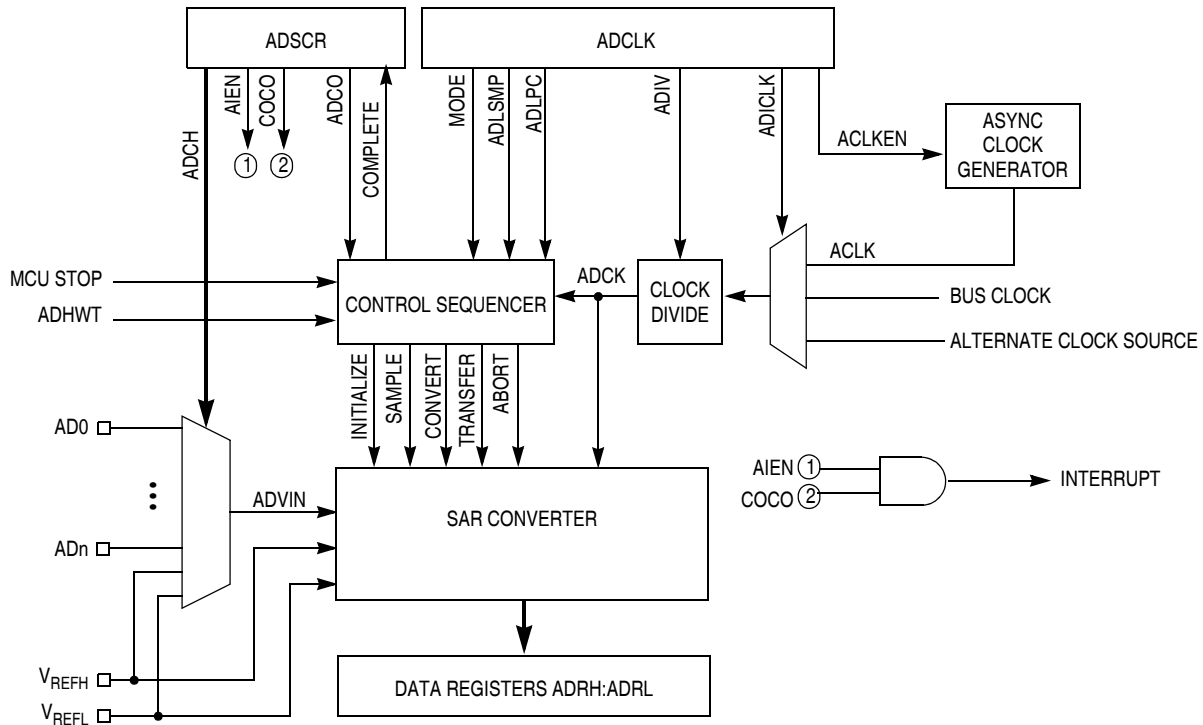 ADSCR
ADCLK
ADCH
AIEN
COCO
ADCO
COMPLETE
MODE
ADLSMP
ADLPC
ADIV
ADICLK
ACLKEN
ASYNC
CLOCK
GENERATOR
1
2
MCU STOP
ADHWT
CONTROL SEQUENCER
ADCK
CLOCK
DIVIDE
ACLK
BUS CLOCK
ALTERNATE CLOCK SOURCE
INITIALIZE
SAMPLE
CONVERT
TRANSFER
ABORT
AD0
ADn
ADVIN
SAR CONVERTER
AIEN 1
COCO 2
INTERRUPT
VREFH
VREFL
DATA REGISTERS ADRH:ADRL